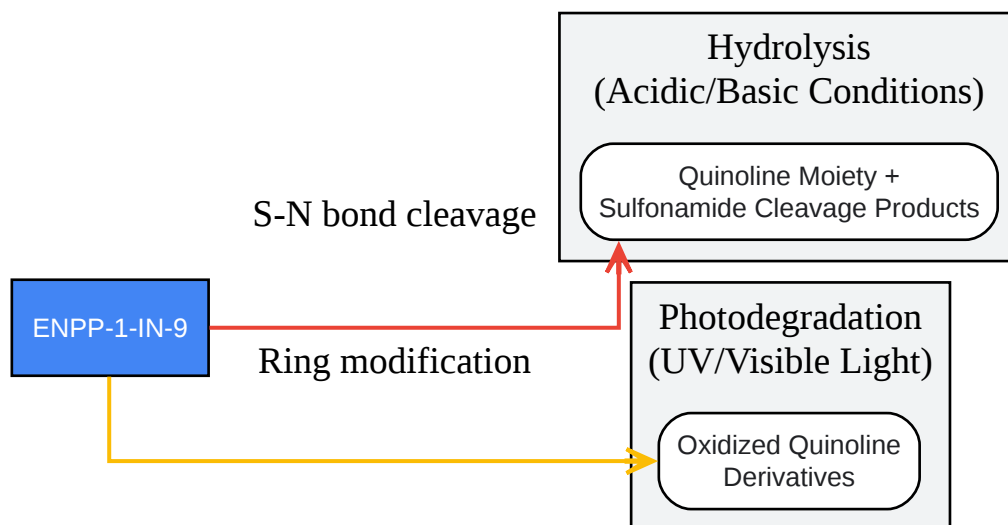 Hydrolysis
(Acidic/Basic Conditions)
Quinoline Moiety +
Sulfonamide Cleavage Products
S-N bond cleavage
ENPP-1-IN-9
Ring modification
Photodegradation
(UV/Visible Light)
Oxidized Quinoline
Derivatives